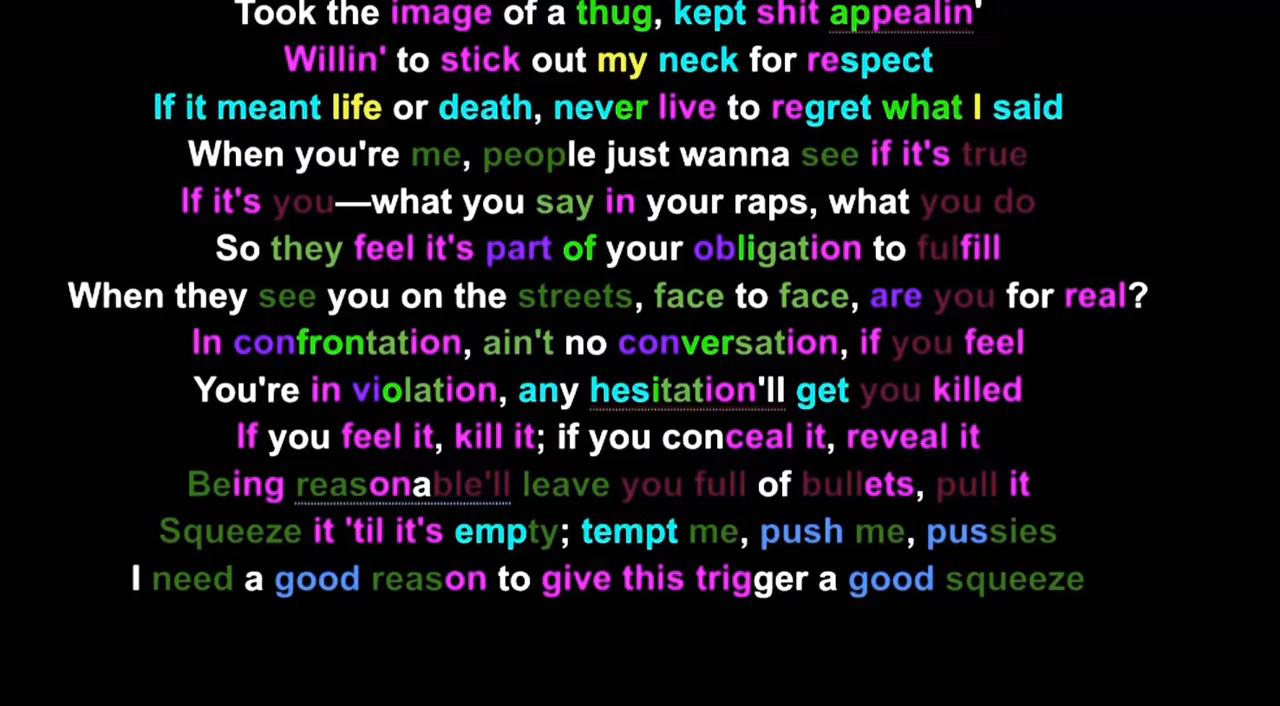 Took the image of a thug, kept shit appealin'
Willin' to stick out my neck for respect
If it meant life or death, never live to regret what I said
When you're me, people just wanna see if it's true
If it's you—what you say in your raps, what you do
So they feel it's part of your obligation to fulfill
When they see you on the streets, face to face, are you for real?
In confrontation, ain't no conversation, if you feel
You're in violation, any hesitation'll get you killed
If you feel it, kill it; if you conceal it, reveal it
Being reasonable'll leave you full of bullets, pull it
Squeeze it 'til it's empty; tempt me, push me, pussies
I need a good reason to give this trigger a good squeeze